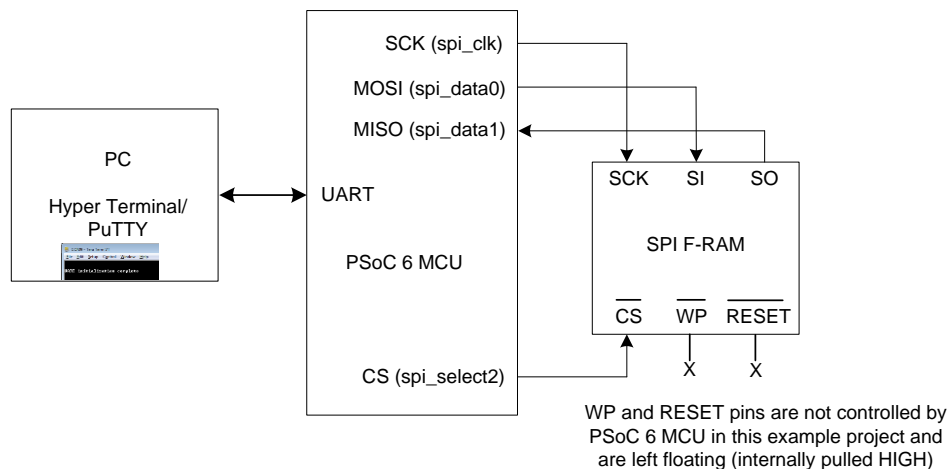 SCK (spi_clk)
MOSI (spi_data0)
MISO (spi_data1)
PC
Hyper Terminal/
PuTTY
UART
PSoC 6 MCU
CS (spi_select2)
SCK SI SO
SPI F-RAM
CS WP RESET
X X
WP and RESET pins are not controlled by
PSoC 6 MCU in this example project and
are left floating (internally pulled HIGH)